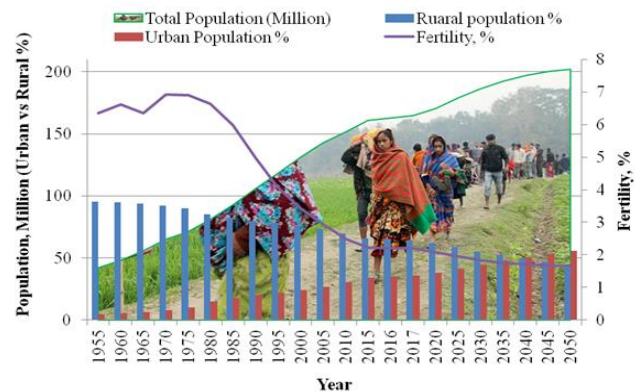 Total Population (Million) Ruaral population %
Urban Population % Fertility, %
Population, Million (Urban vs Rural %)
200
150
100
50
0
8
7
6
5
4
3
2
1
0
Fertility, %
1955 1960 1965 1970 1975 1980 1985 1990 1995 2000 2005 2010 2015 2016 2017 2020 2025 2030 2035 2040 2045 2050
Year